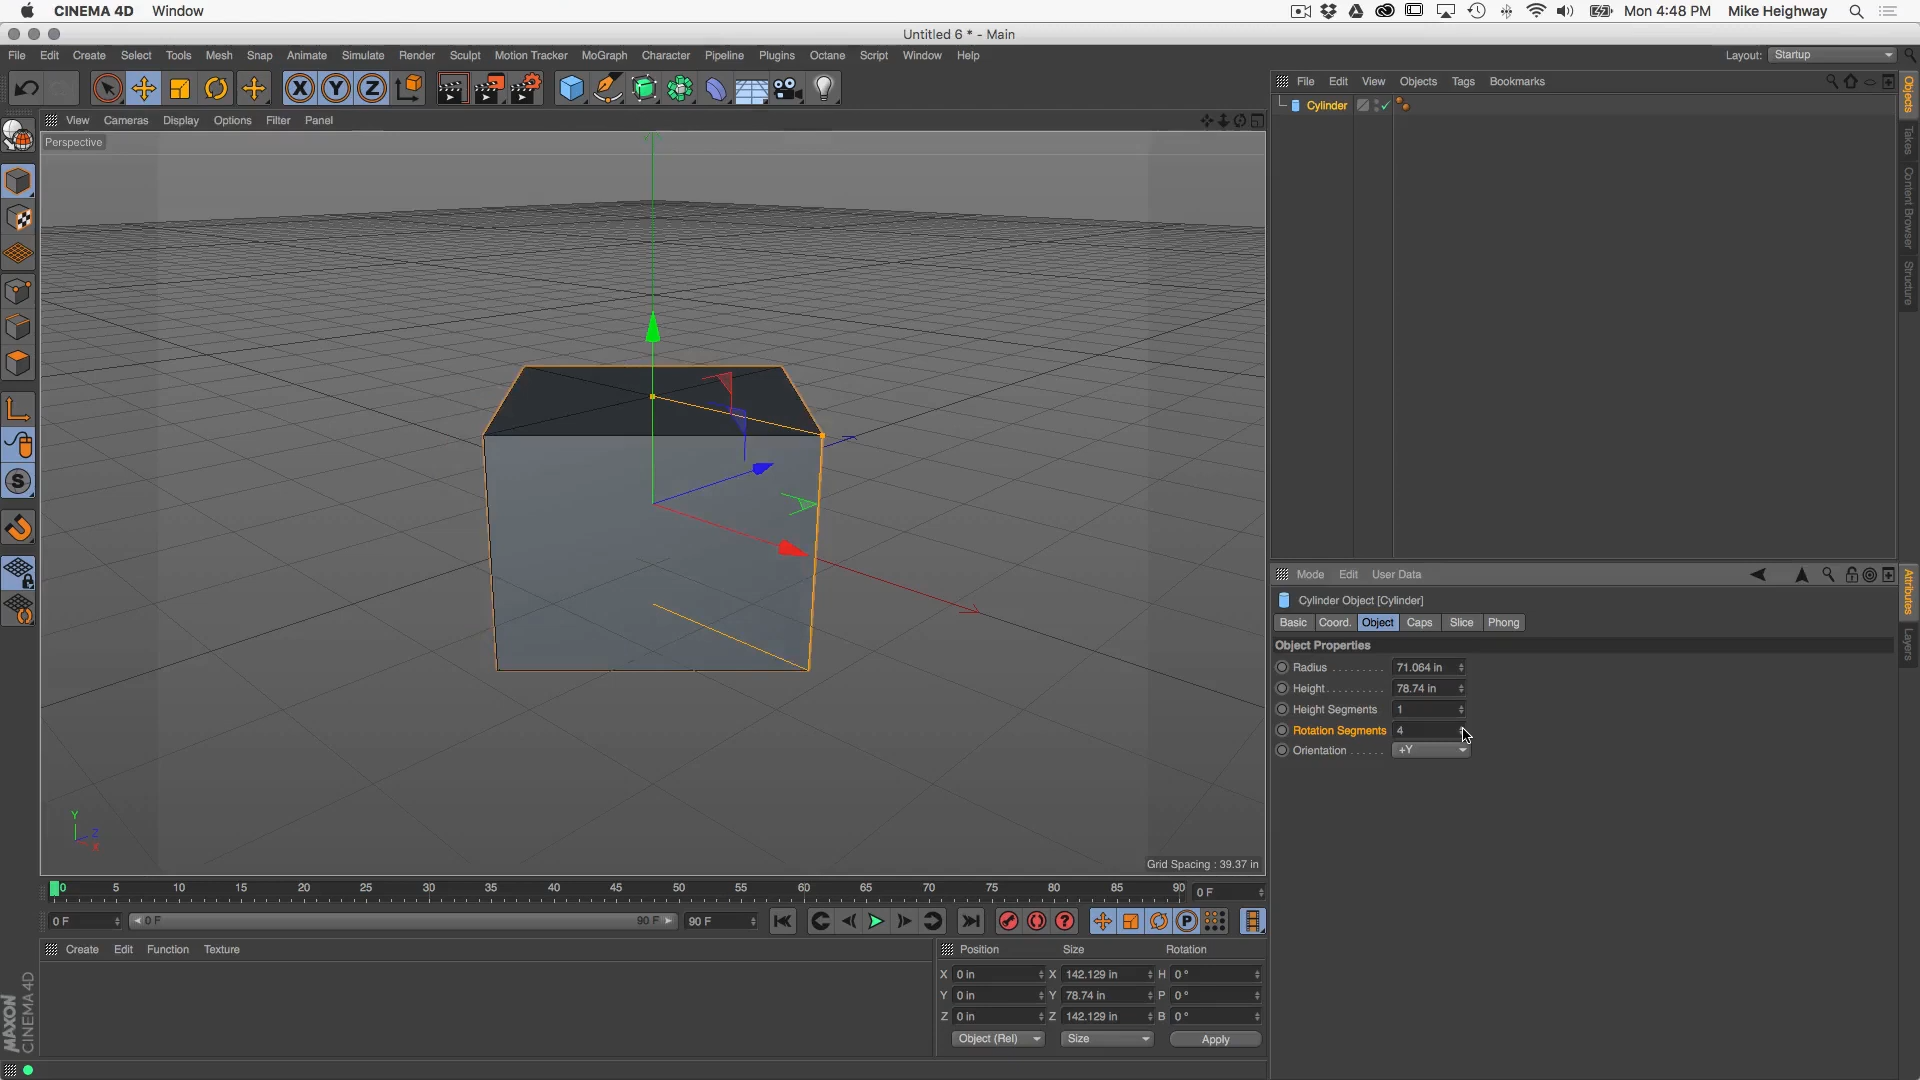 CINEMA 4D Window Mon 4:48 PM Mike Heighway
Untitled 6 * - Main
File Edit Create Select Tools Mesh Snap Animate Simulate Render Sculpt Motion Tracker MoGraph Character Pipeline Plugins Octane Script Window Help Layout: Startup
X Y Z
File Edit View Objects Tags Bookmarks
Objects
Takes
Content Browser
Structure
Cylinder
View Cameras Display Options Filter Panel
Perspective
S
Y
Z
X
Grid Spacing : 39.37 in
Mode Edit User Data
Attributes
Layers
Cylinder Object [Cylinder]
Basic Coord. Object Caps Slice Phong
Object Properties
Radius ........ 71.064 in
Height.......... 78.74 in
Height Segments 1
Rotation Segments 4
Orientation ...... +Y
0 5 10 15 20 25 30 35 40 45 50 55 60 65 70 75 80 85 90 0 F
0 F 0 F 90 F 90 F ? P
Create Edit Function Texture
Position Size Rotation
X 0 in X 142.129 in H 0 °
Y 0 in Y 78.74 in P 0 °
Z 0 in Z 142.129 in B 0 °
Object (Rel) Size Apply
MAXON
CINEMA 4D